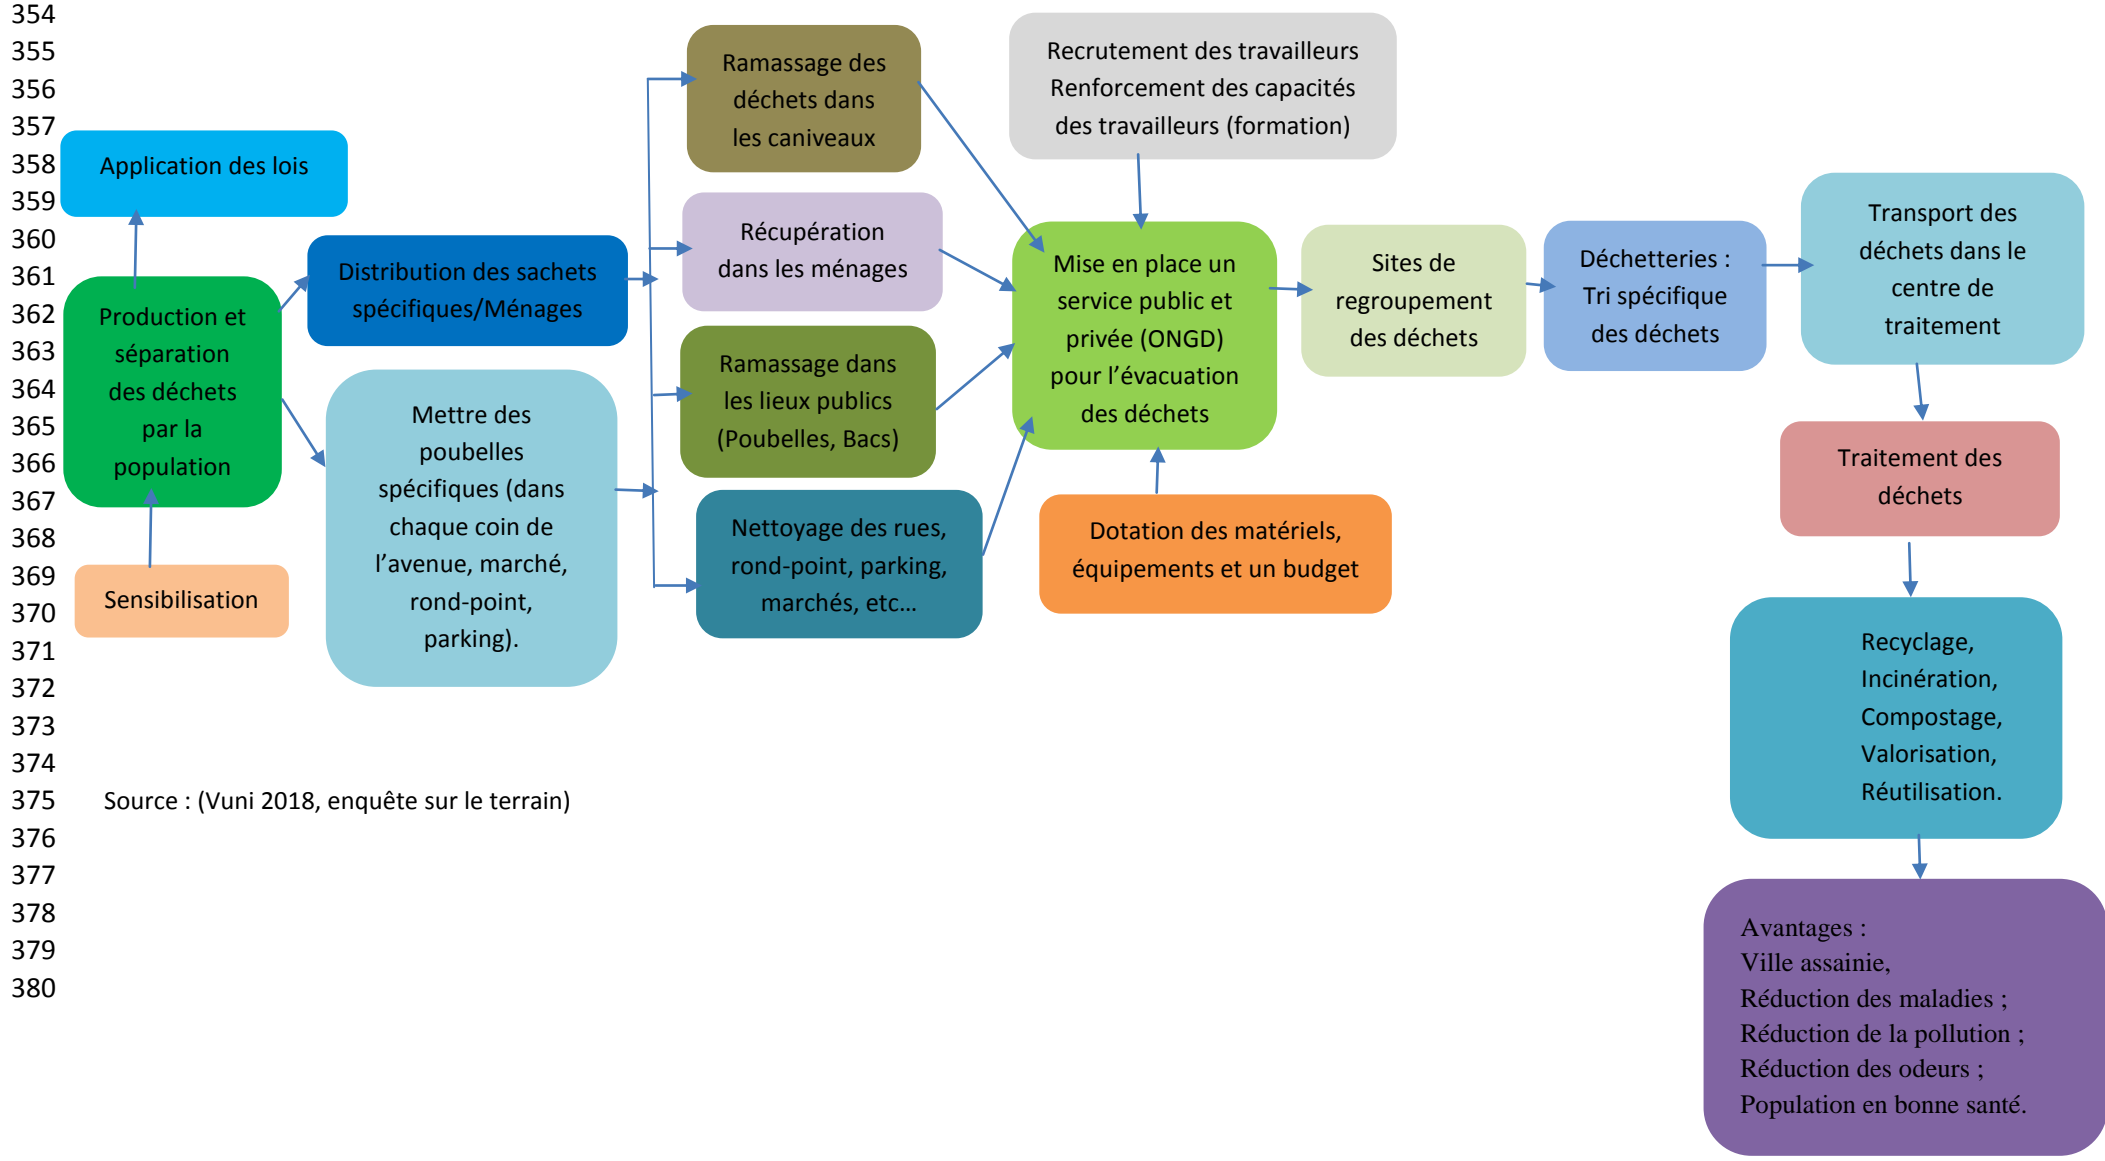 354
355
356
357
358
359
360
361
362
363
364
365
366
367
368
369
370
371
372
373
374
375
376
377
378
379
380
Application des lois
Production et
séparation
des déchets
par la
population
Sensibilisation
Distribution des sachets
spécifiques/Ménages
Mettre des
poubelles
spécifiques (dans
chaque coin de
l’avenue, marché,
rond-point,
parking).
Ramassage des
déchets dans
les caniveaux
Récupération
dans les ménages
Ramassage dans
les lieux publics
(Poubelles, Bacs)
Nettoyage des rues,
rond-point, parking,
marchés, etc…
Recrutement des travailleurs
Renforcement des capacités
des travailleurs (formation)
Mise en place un
service public et
privée (ONGD)
pour l’évacuation
des déchets
Dotation des matériels,
équipements et un budget
Sites de
regroupement
des déchets
Déchetteries :
Tri spécifique
des déchets
Transport des
déchets dans le
centre de
traitement
Traitement des
déchets
Recyclage,
Incinération,
Compostage,
Valorisation,
Réutilisation.
Avantages :
Ville assainie,
Réduction des maladies ;
Réduction de la pollution ;
Réduction des odeurs ;
Population en bonne santé.
Source : (Vuni 2018, enquête sur le terrain)